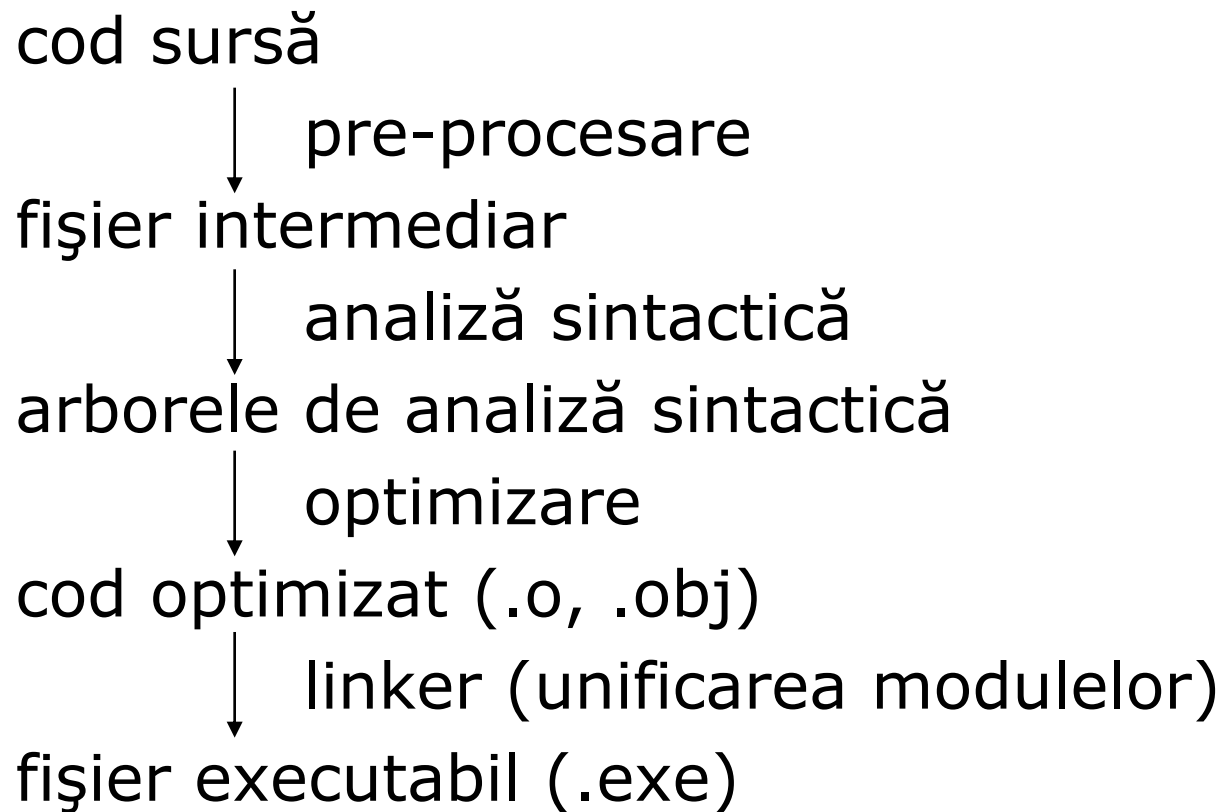 cod sursă
pre-procesare
fişier intermediar
analiză sintactică
arborele de analiză sintactică
optimizare
cod optimizat (.o, .obj)
linker (unificarea modulelor)
fişier executabil (.exe)